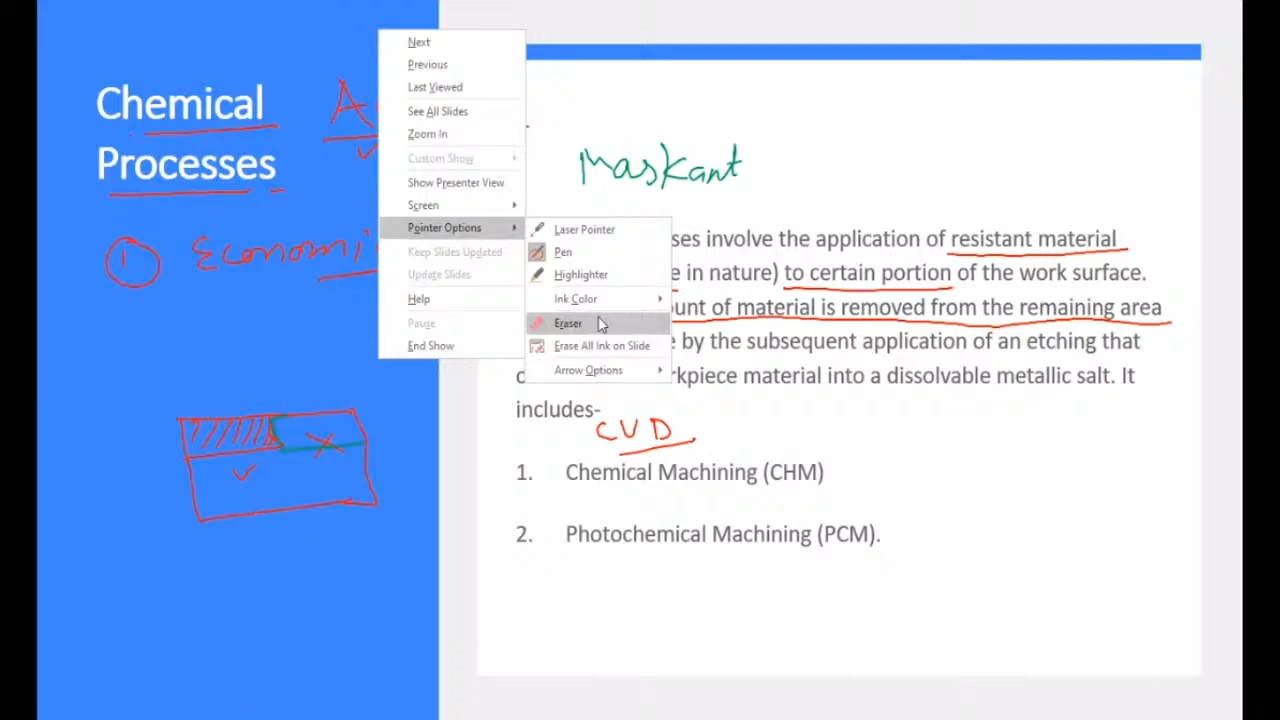 Chemical
Processes
A
① Economi
Next
Previous
Last Viewed
See All Slides
Zoom In
Custom Show
Show Presenter View
Screen
Pointer Options
Keep Slides Updated
Update Slides
Help
Pause
End Show
Laser Pointer
Pen
Highlighter
Ink Color
Eraser
Erase All Ink on Slide
Arrow Options
Maskant
ses involve the application of resistant material
e in nature) to certain portion of the work surface.
unt of material is removed from the remaining area
e by the subsequent application of an etching that
rkpiece material into a dissolvable metallic salt. It
includes-
CVD
1. Chemical Machining (CHM)
2. Photochemical Machining (PCM).